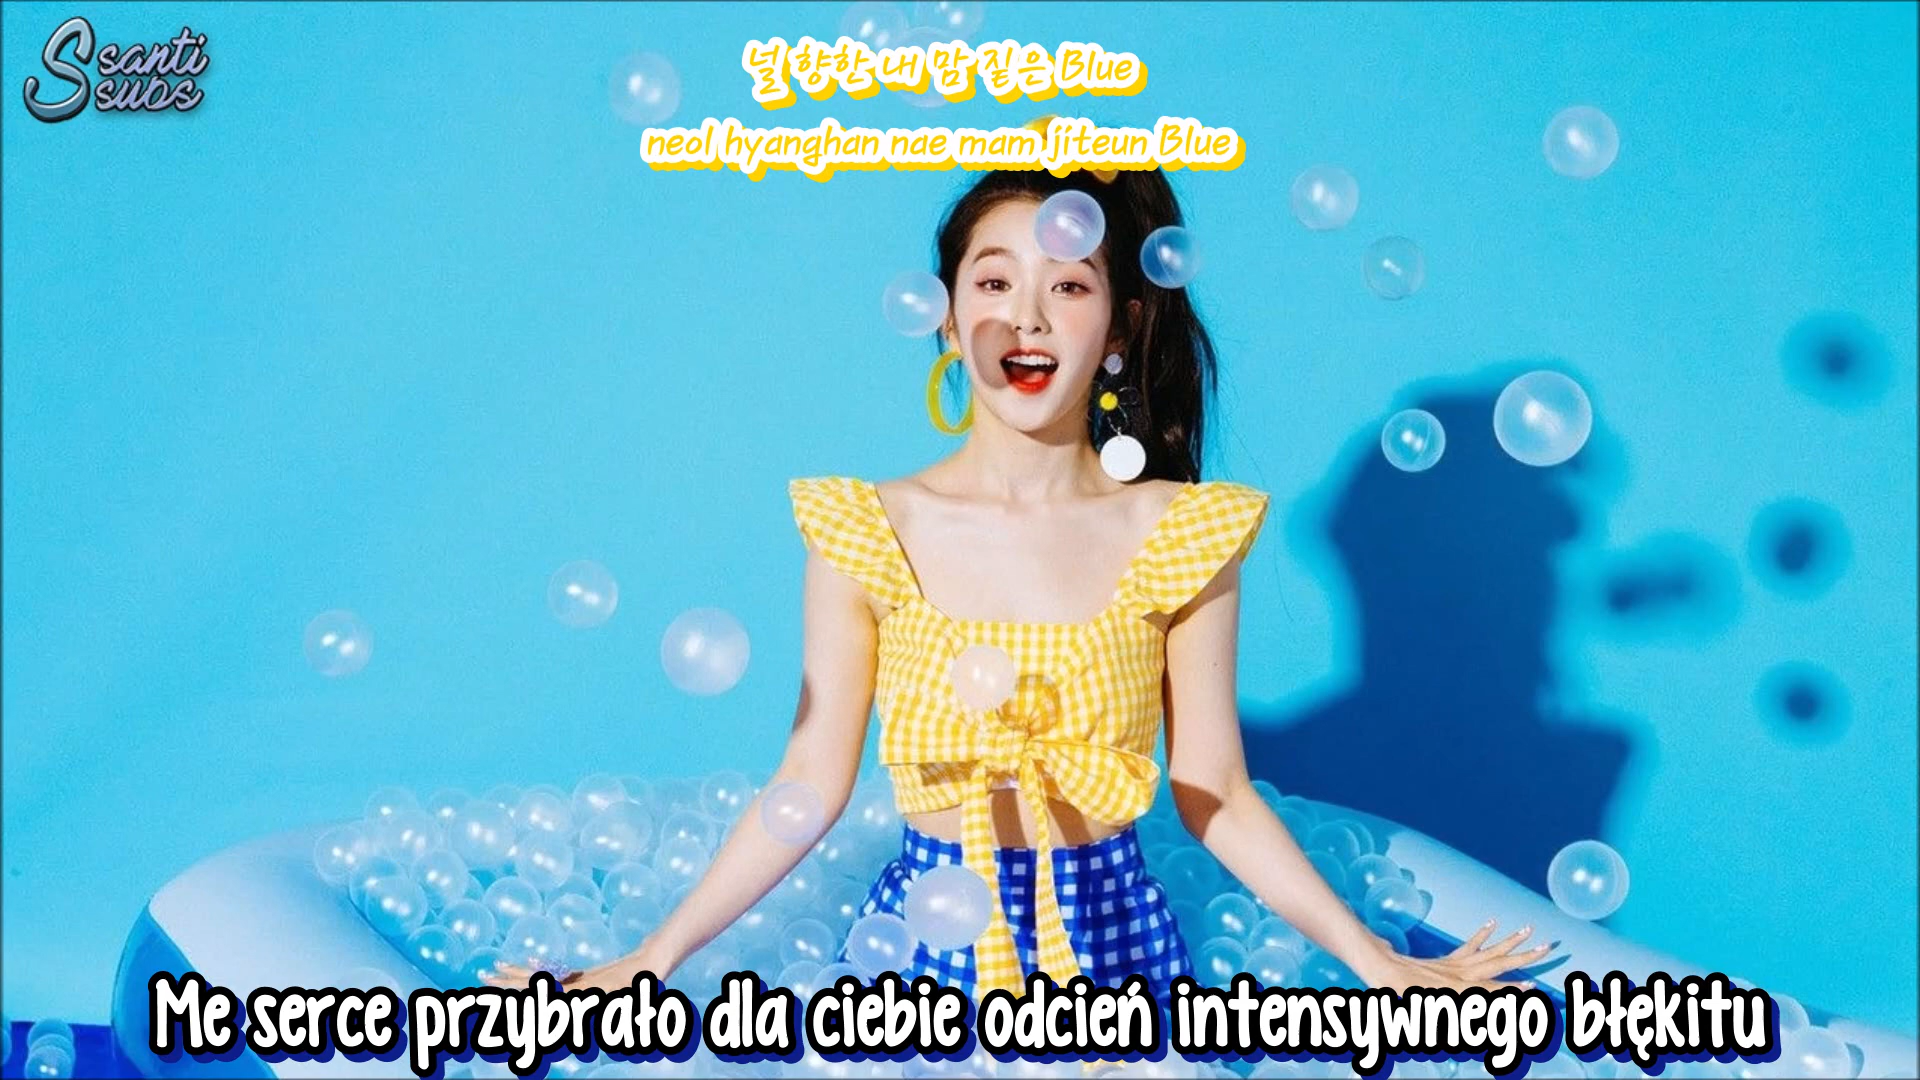 Ssanti
subs
널 향한 내 맘 짙은 Blue
neol hyanghan nae mam jiteun Blue
Me serce przybrało dla ciebie odcień intensywnego błękitu